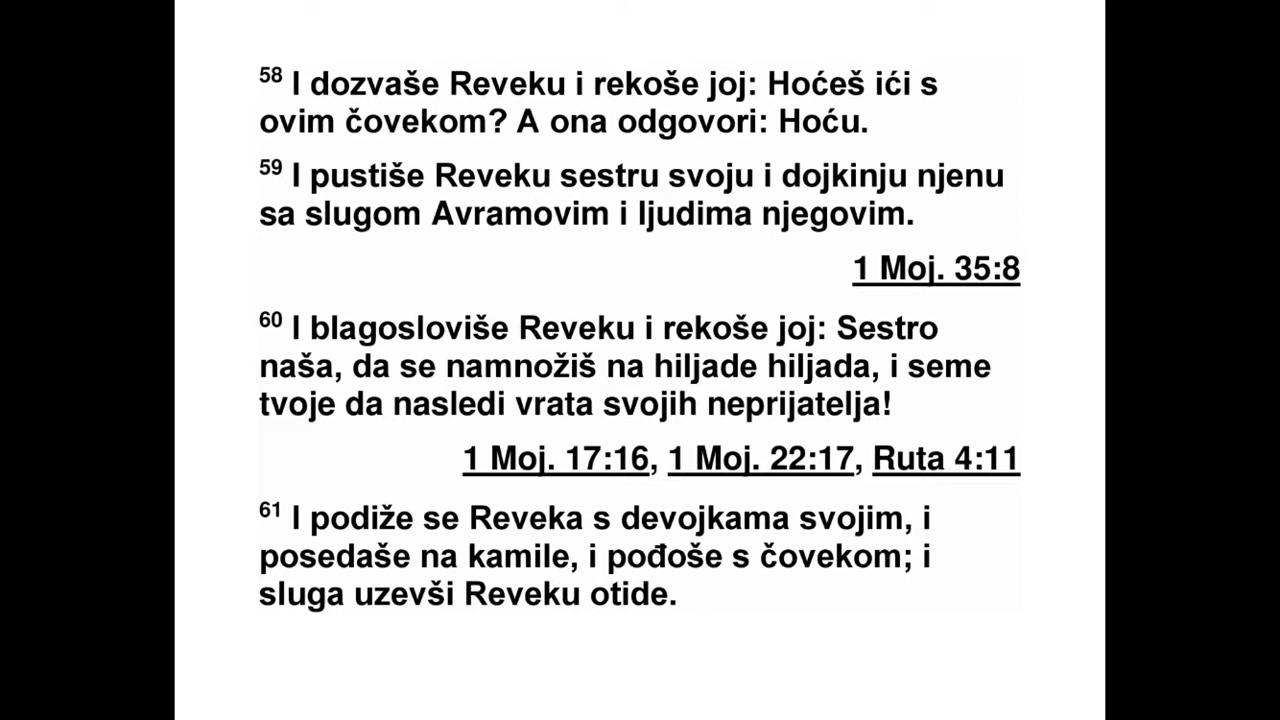 58 I dozvaše Reveku i rekoše joj: Hoćeš ići s
ovim čovekom? A ona odgovori: Hoću.
59 I pustiše Reveku sestru svoju i dojkinju njenu
sa slugom Avramovim i ljudima njegovim.
1 Moj. 35:8
60 I blagosloviše Reveku i rekoše joj: Sestro
naša, da se namnožiš na hiljade hiljada, i seme
tvoje da nasledi vrata svojih neprijatelja!
1 Moj. 17:16, 1 Moj. 22:17, Ruta 4:11
61 I podiže se Reveka s devojkama svojim, i
posedaše na kamile, i pođoše s čovekom; i
sluga uzevši Reveku otide.